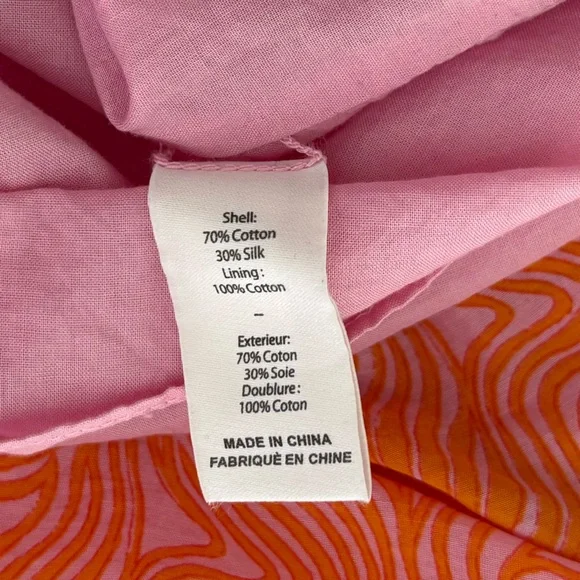 Shell:
70% Cotton
30% Silk
Lining:
100% Cotton
–
Exterieur:
70% Coton
30% Soie
Doublure:
100% Coton
MADE IN CHINA
FABRIQUÈ EN CHINE